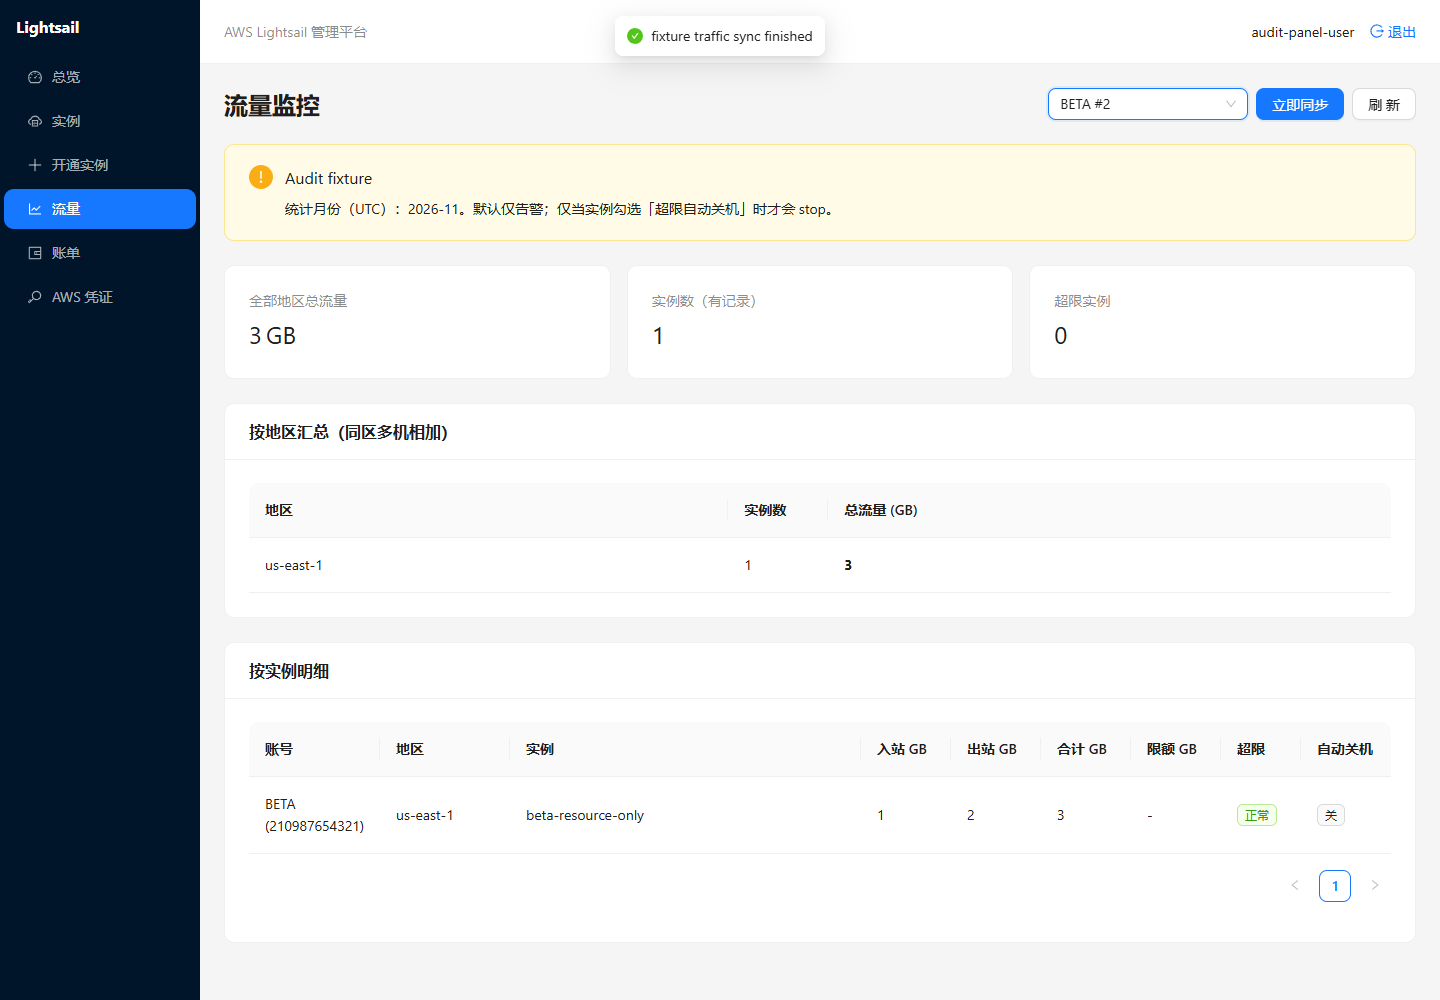 Lightsail
总览
实例
开通实例
流量
账单
AWS 凭证
AWS Lightsail 管理平台
fixture traffic sync finished
audit-panel-user
退出
流量监控
BETA #2
立即同步
刷 新
Audit fixture
统计月份（UTC）：2026-11。默认仅告警；仅当实例勾选「超限自动关机」时才会 stop。
全部地区总流量
3 GB
实例数（有记录）
1
超限实例
0
按地区汇总（同区多机相加）
地区 实例数 总流量 (GB)
us-east-1 1 3
按实例明细
账号 地区 实例 入站 GB 出站 GB 合计 GB 限额 GB 超限 自动关机
BETA
(210987654321) us-east-1 beta-resource-only 1 2 3 - 正常 关
1